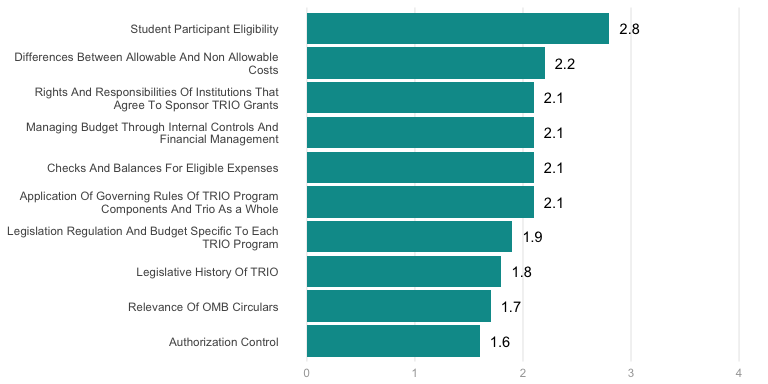 Student Participant Eligibility
2.8
Differences Between Allowable And Non Allowable
Costs
2.2
Rights And Responsibilities Of Institutions That
Agree To Sponsor TRIO Grants
2.1
Managing Budget Through Internal Controls And
Financial Management
2.1
Checks And Balances For Eligible Expenses
2.1
Application Of Governing Rules Of TRIO Program
Components And Trio As a Whole
2.1
Legislation Regulation And Budget Specific To Each
TRIO Program
1.9
Legislative History Of TRIO
1.8
Relevance Of OMB Circulars
1.7
Authorization Control
1.6
0 1 2 3 4